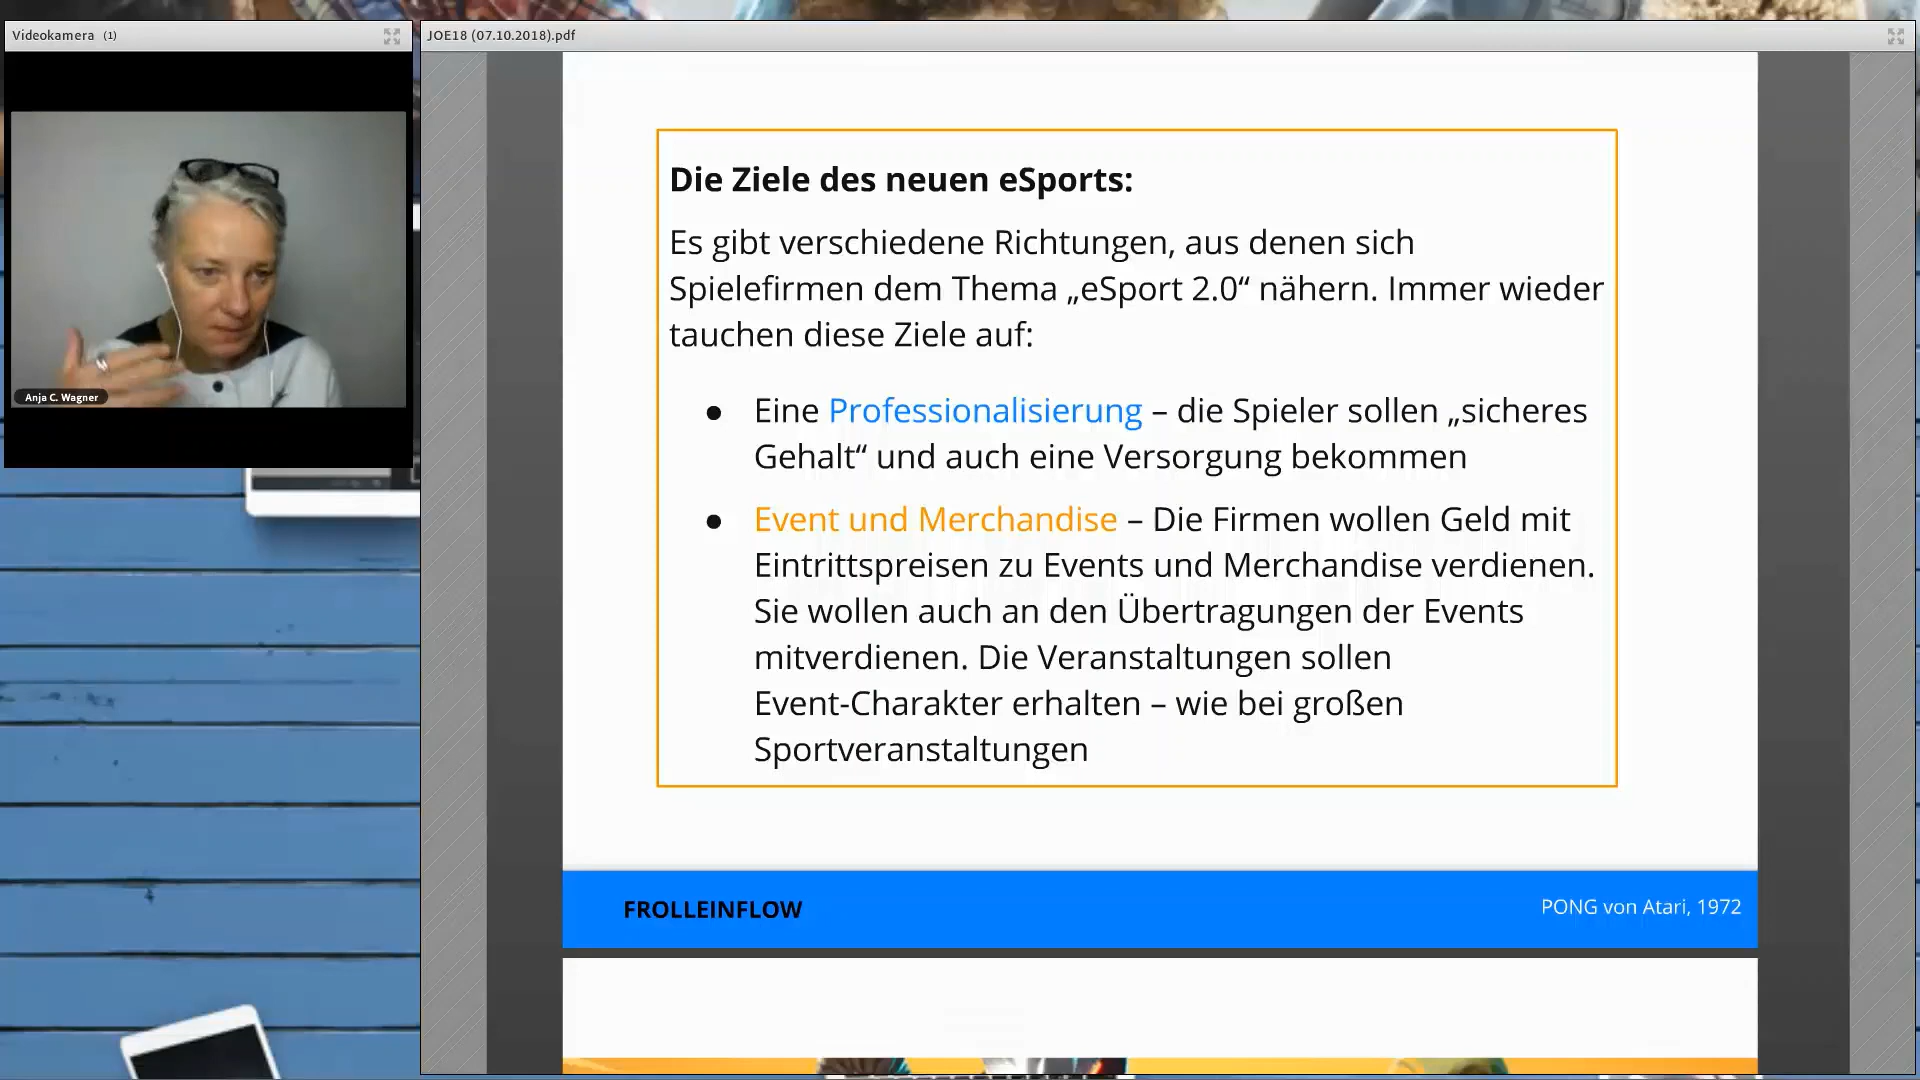 Videokamera (1)
JOE18 (07.10.2018).pdf
Anja C. Wagner
Die Ziele des neuen eSports:
Es gibt verschiedene Richtungen, aus denen sich
Spielefirmen dem Thema „eSport 2.0“ nähern. Immer wieder
tauchen diese Ziele auf:
● Eine Professionalisierung – die Spieler sollen „sicheres
Gehalt“ und auch eine Versorgung bekommen
● Event und Merchandise – Die Firmen wollen Geld mit
Eintrittspreisen zu Events und Merchandise verdienen.
Sie wollen auch an den Übertragungen der Events
mitverdienen. Die Veranstaltungen sollen
Event-Charakter erhalten – wie bei großen
Sportveranstaltungen
FROLLEINFLOW
PONG von Atari, 1972